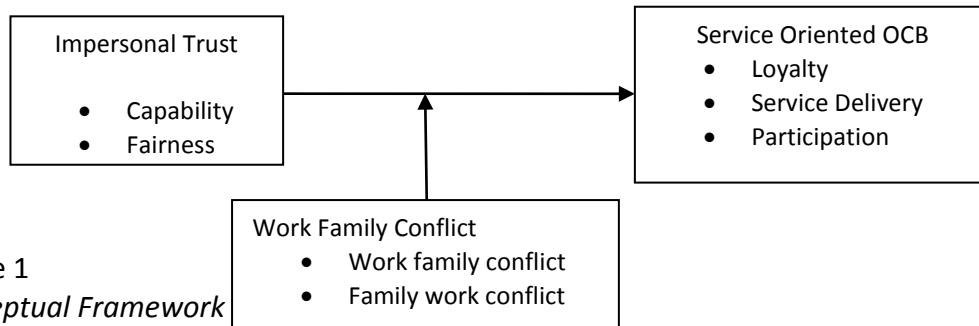 Impersonal Trust
• Capability
• Fairness
Service Oriented OCB
• Loyalty
• Service Delivery
• Participation
Work Family Conflict
• Work family conflict
• Family work conflict
e 1
eptual Framework